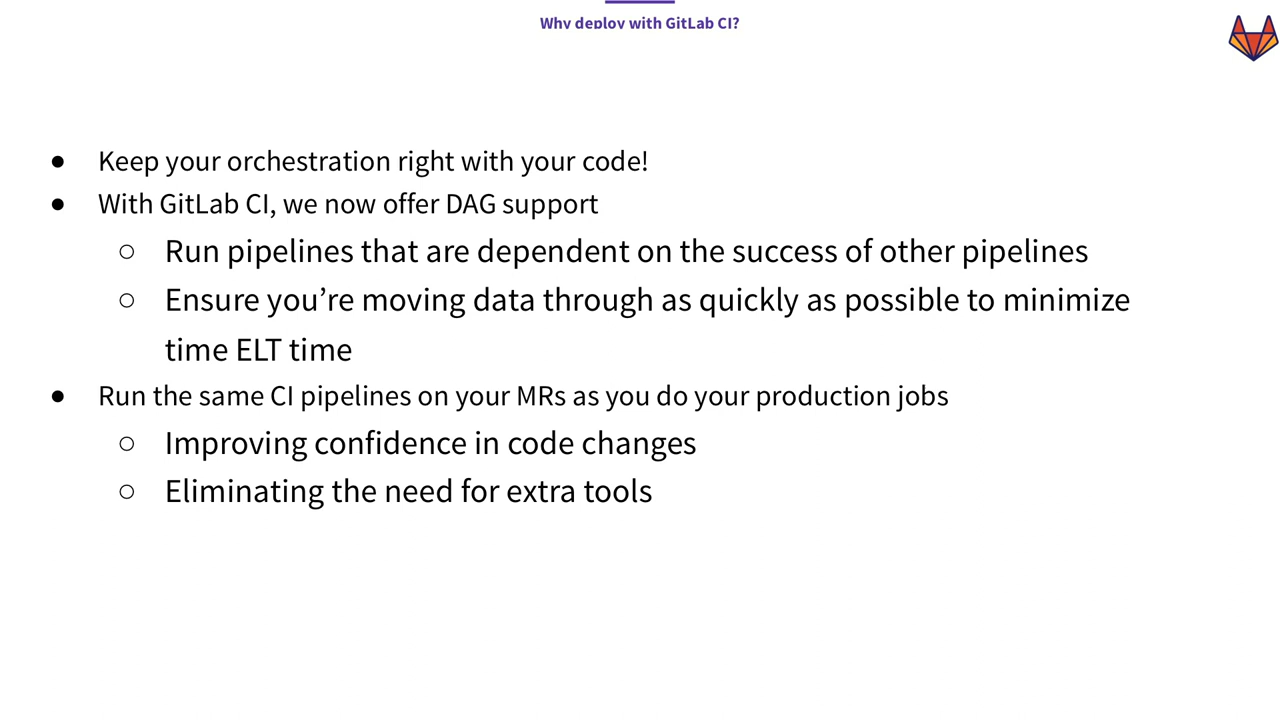 Why deploy with GitLab CI?
● Keep your orchestration right with your code!
● With GitLab CI, we now offer DAG support
○ Run pipelines that are dependent on the success of other pipelines
○ Ensure you’re moving data through as quickly as possible to minimize
time ELT time
● Run the same CI pipelines on your MRs as you do your production jobs
○ Improving confidence in code changes
○ Eliminating the need for extra tools